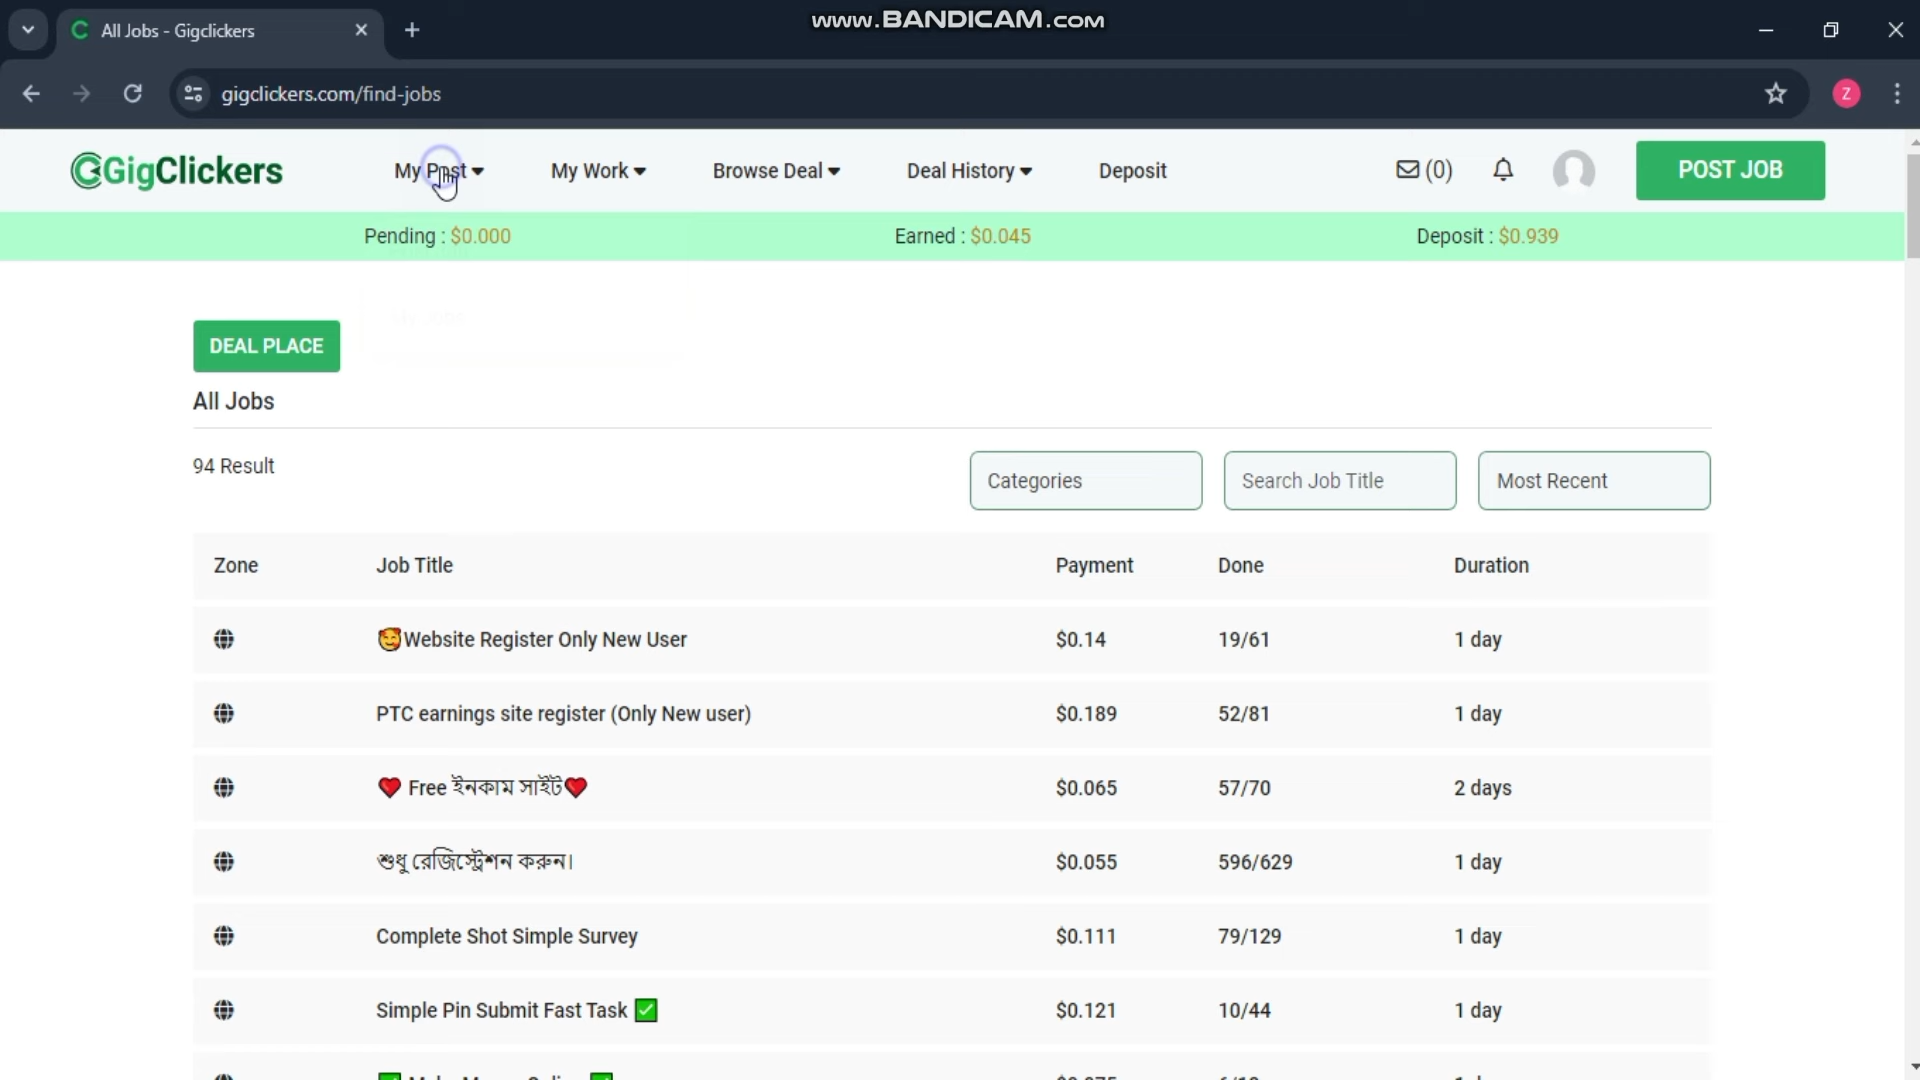 www.BANDICAM.com
All Jobs - Gigclickers
gigclickers.com/find-jobs
Z
GigClickers
My Post
My Work
Browse Deal
Deal History
Deposit
(0)
POST JOB
Pending : $0.000
Earned : $0.045
Deposit : $0.939
DEAL PLACE
All Jobs
94 Result
Categories
Search Job Title
Most Recent
Zone Job Title Payment Done Duration
🥰Website Register Only New User $0.14 19/61 1 day
PTC earnings site register (Only New user) $0.189 52/81 1 day
❤️ Free ইনকাম সাইট❤️ $0.065 57/70 2 days
শুধু রেজিস্ট্রেশন করুন। $0.055 596/629 1 day
Complete Shot Simple Survey $0.111 79/129 1 day
Simple Pin Submit Fast Task ✅ $0.121 10/44 1 day